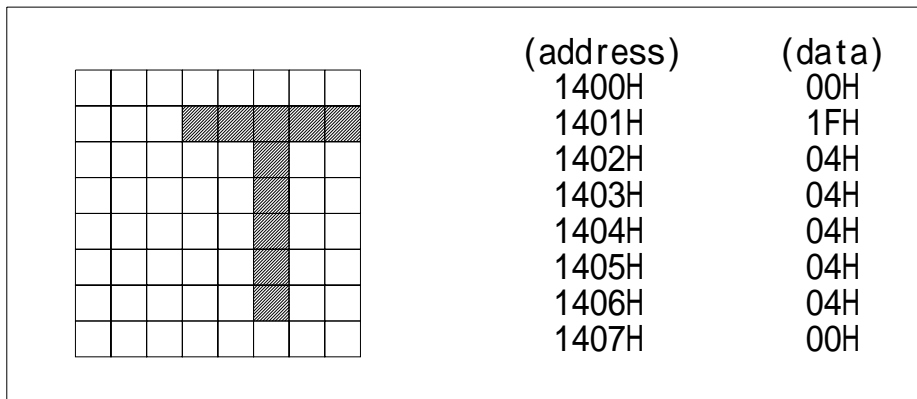 (address) (data)
1400H 00H
1401H 1FH
1402H 04H
1403H 04H
1404H 04H
1405H 04H
1406H 04H
1407H 00H